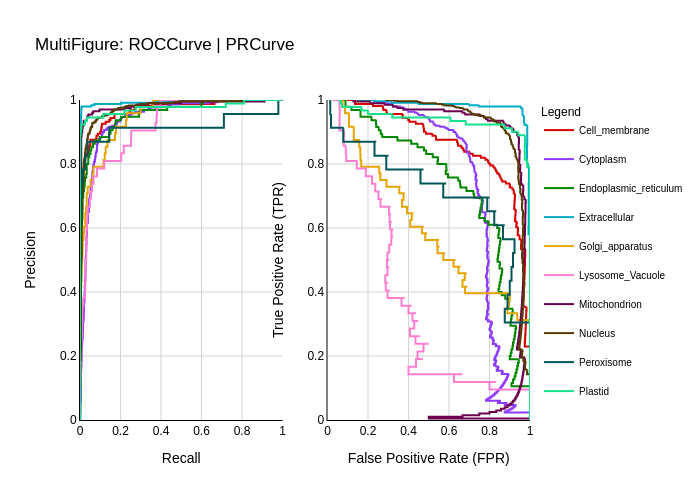 MultiFigure: ROCCurve | PRCurve
Precision
1
0.8
0.6
0.4
0.2
0
0
0.2
0.4
0.6
0.8
1
Recall
True Positive Rate (TPR)
1
0.8
0.6
0.4
0.2
0
0
0.2
0.4
0.6
0.8
1
False Positive Rate (FPR)
Legend
Cell_membrane
Cytoplasm
Endoplasmic_reticulum
Extracellular
Golgi_apparatus
Lysosome_Vacuole
Mitochondrion
Nucleus
Peroxisome
Plastid